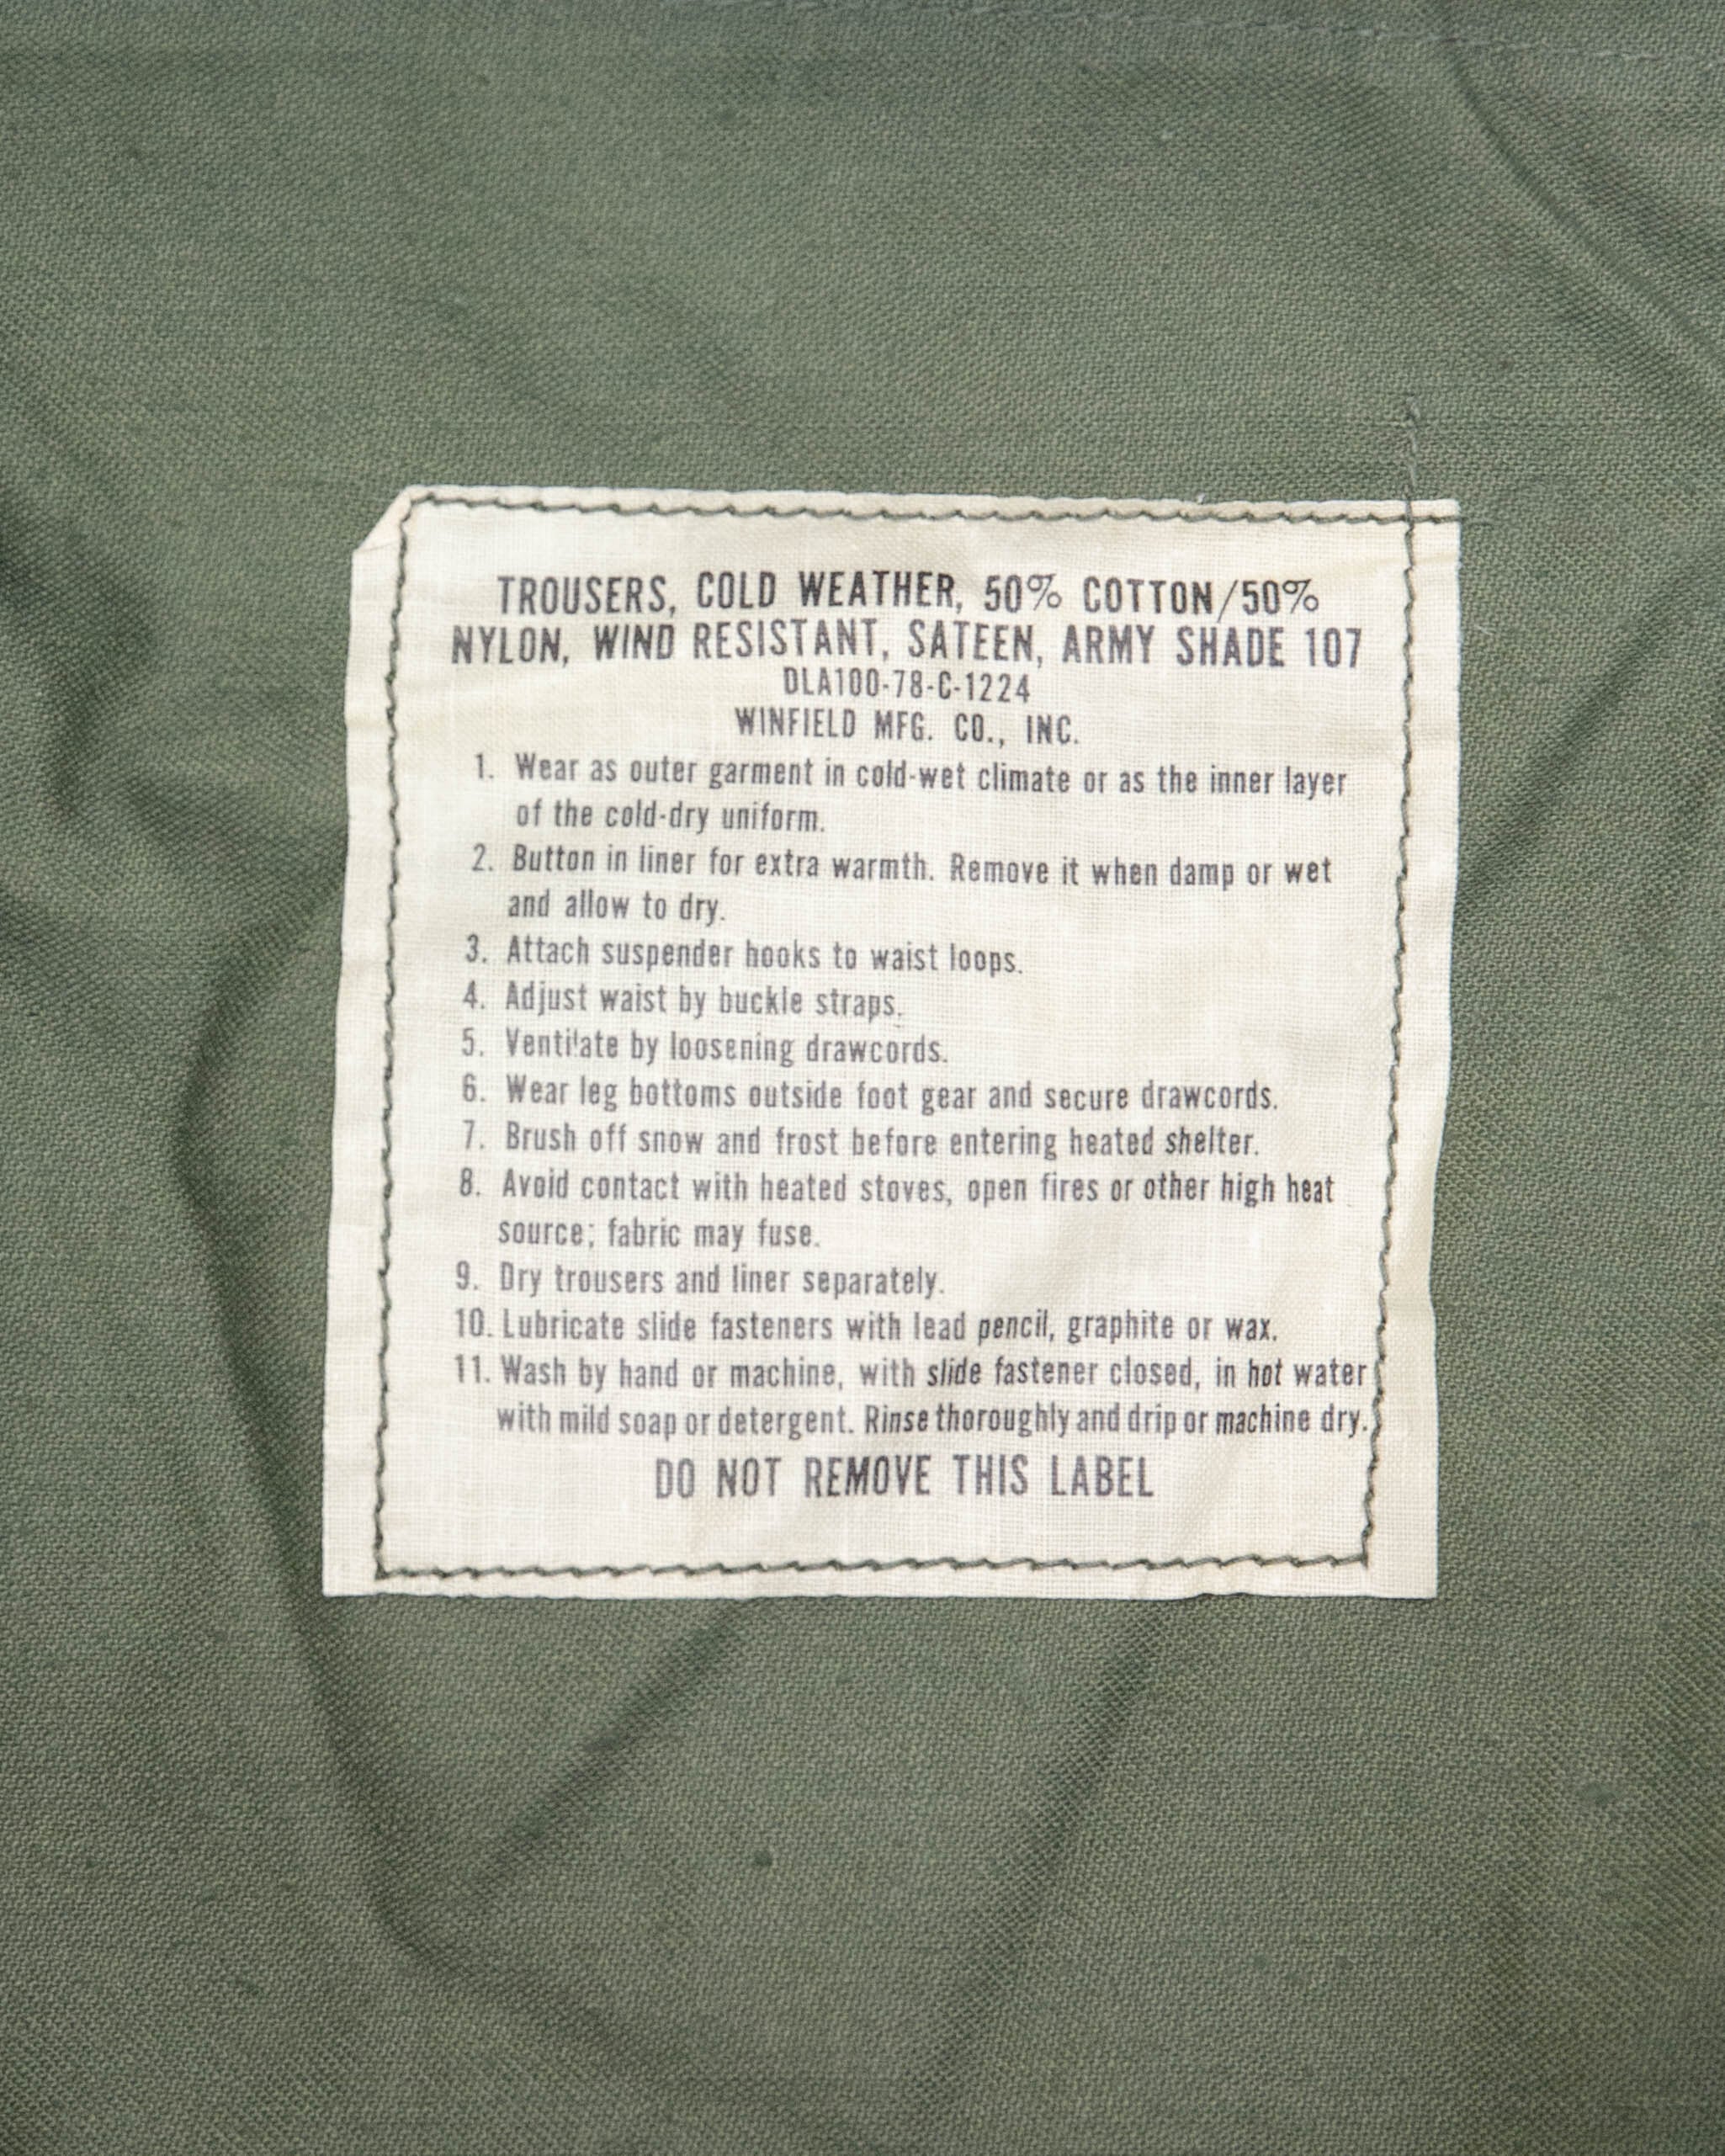 TROUSERS, COLD WEATHER, 50% COTTON/50%
NYLON, WIND RESISTANT, SATEEN, ARMY SHADE 107
DLA100-78-C-1224
WINFIELD MFG. CO., INC.
1. Wear as outer garment in cold-wet climate or as the inner layer
of the cold-dry uniform.
2. Button in liner for extra warmth. Remove it when damp or wet
and allow to dry.
3. Attach suspender hooks to waist loops.
4. Adjust waist by buckle straps.
5. Ventilate by loosening drawcords.
6. Wear leg bottoms outside foot gear and secure drawcords.
7. Brush off snow and frost before entering heated shelter.
8. Avoid contact with heated stoves, open fires or other high heat
source; fabric may fuse.
9. Dry trousers and liner separately.
10. Lubricate slide fasteners with lead pencil, graphite or wax.
11. Wash by hand or machine, with slide fastener closed, in hot water
with mild soap or detergent. Rinse thoroughly and drip or machine dry.
DO NOT REMOVE THIS LABEL